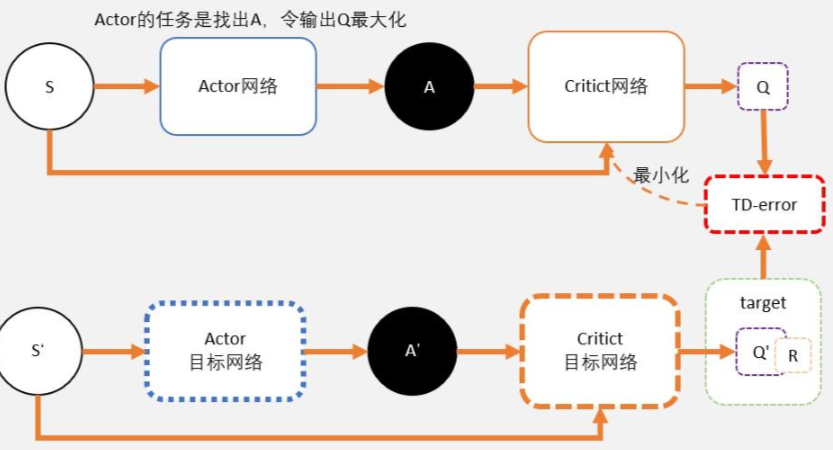 Actor的任务是找出A，令输出Q最大化
S
Actor网络
A
Critict网络
Q
最小化
TD-error
S‘
Actor
目标网络
A’
Critict
目标网络
target
Q'
R